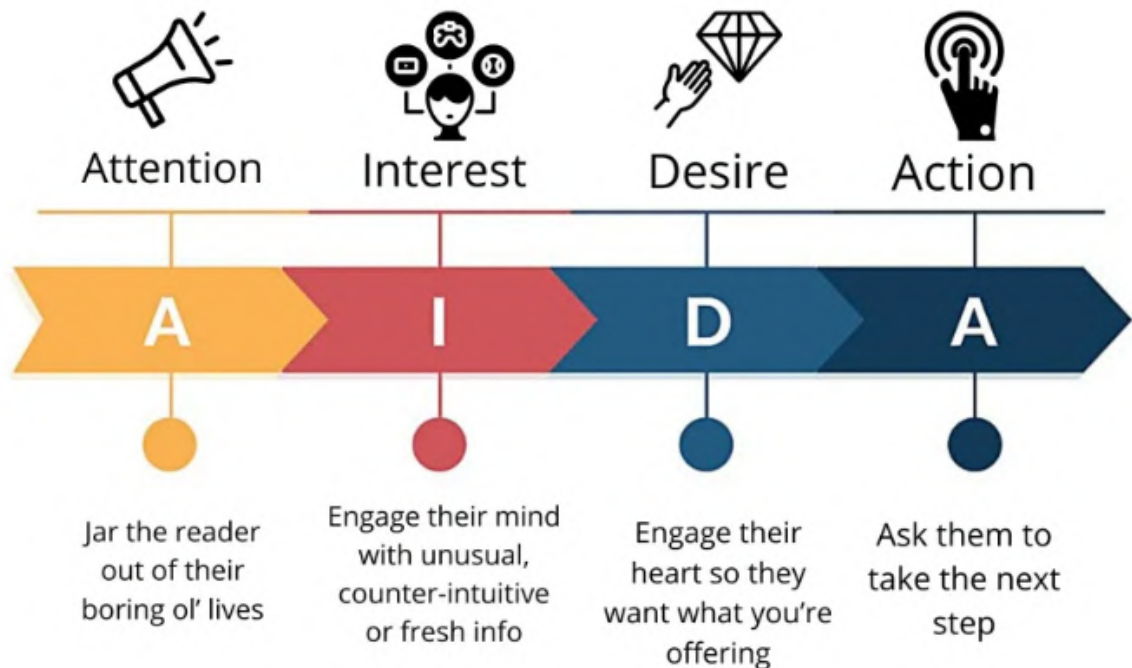 Attention
Interest
Desire
Action
A
I
D
A
Jar the reader
out of their
boring ol' lives
Engage their mind
with unusual,
counter-intuitive
or fresh info
Engage their
heart so they
want what you're
offering
Ask them to
take the next
step